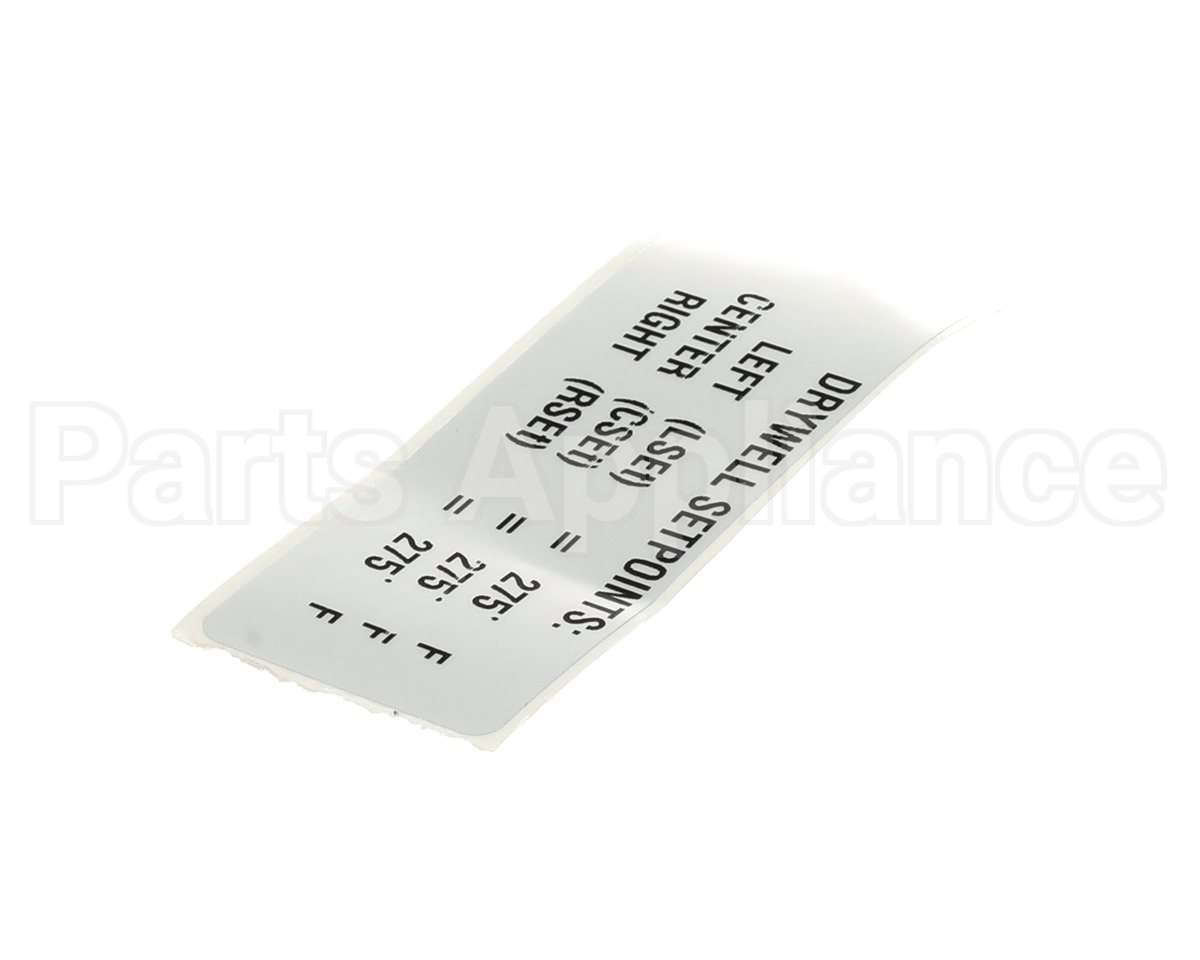 DRYWELL SETPOINTS:
LEFT (LSEt) = 275° F
CENTER (CSEt) = 275° F
RIGHT (RSEt) = 275° F
Parts Appliance